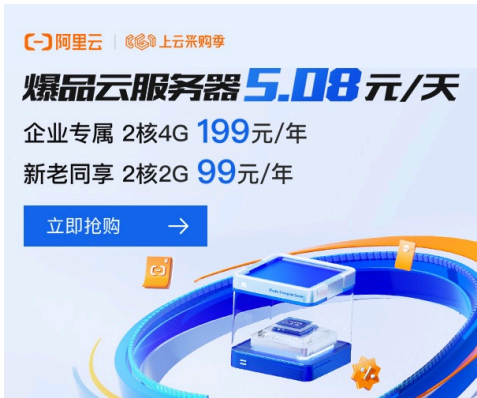 阿里云 上云采购季
爆品云服务器5.08元/天
企业专属 2核4G 199元/年
新老同享 2核2G 99元/年
立即抢购